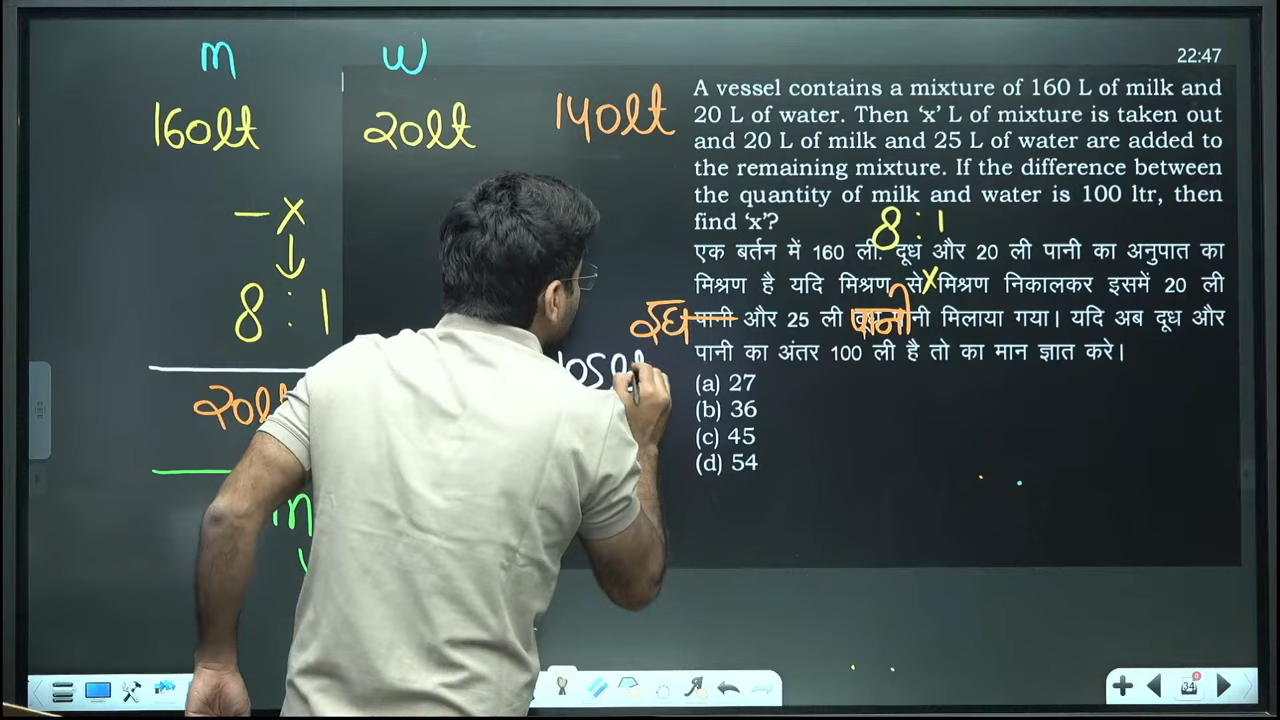 m
w
22:47
160lt
20lt
140lt
A vessel contains a mixture of 160 L of milk and
20 L of water. Then ‘x’ L of mixture is taken out
and 20 L of milk and 25 L of water are added to
the remaining mixture. If the difference between
the quantity of milk and water is 100 ltr, then
find ‘x’?
8 : 1
एक बर्तन में 160 ली. दूध और 20 ली पानी का अनुपात का
मिश्रण है यदि मिश्रण से x मिश्रण निकालकर इसमें 20 ली
दूध पानी और 25 ली पानी मिलाया गया। यदि अब दूध और
पानी का अंतर 100 ली है तो का मान ज्ञात करे।
(a) 27
(b) 36
(c) 45
(d) 54
– x
8 : 1
20l
m
105l
84